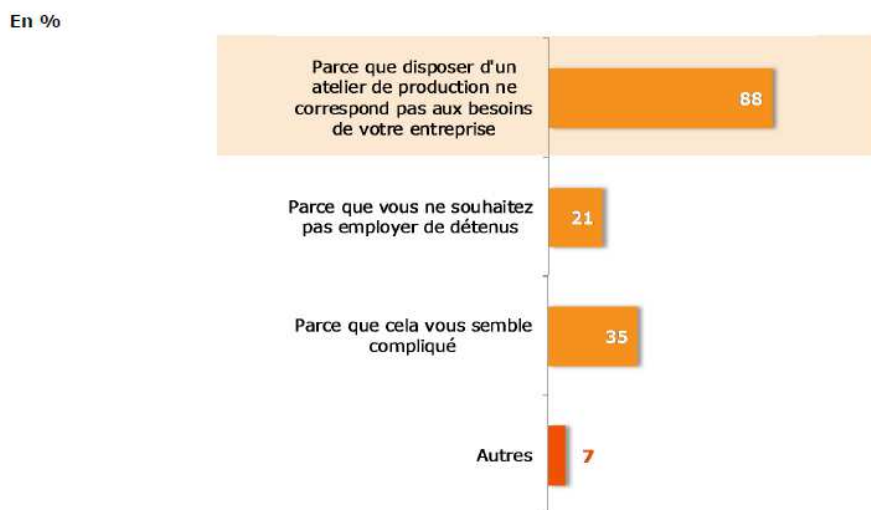 En %
Parce que disposer d'un
atelier de production ne
correspond pas aux besoins
de votre entreprise
88
Parce que vous ne souhaitez
pas employer de détenus
21
Parce que cela vous semble
compliqué
35
Autres
7